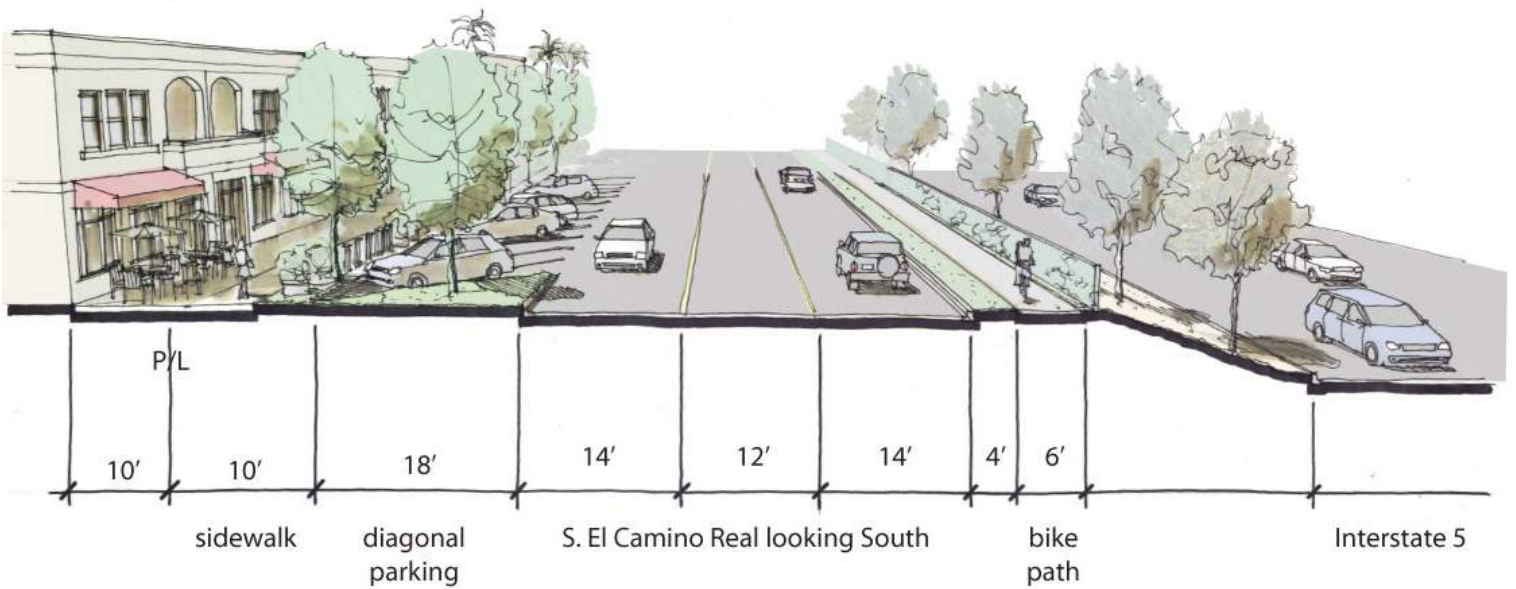 P/L
10′
10′
18′
14′
12′
14′
4′
6′
sidewalk
diagonal
parking
S. El Camino Real looking South
bike
path
Interstate 5